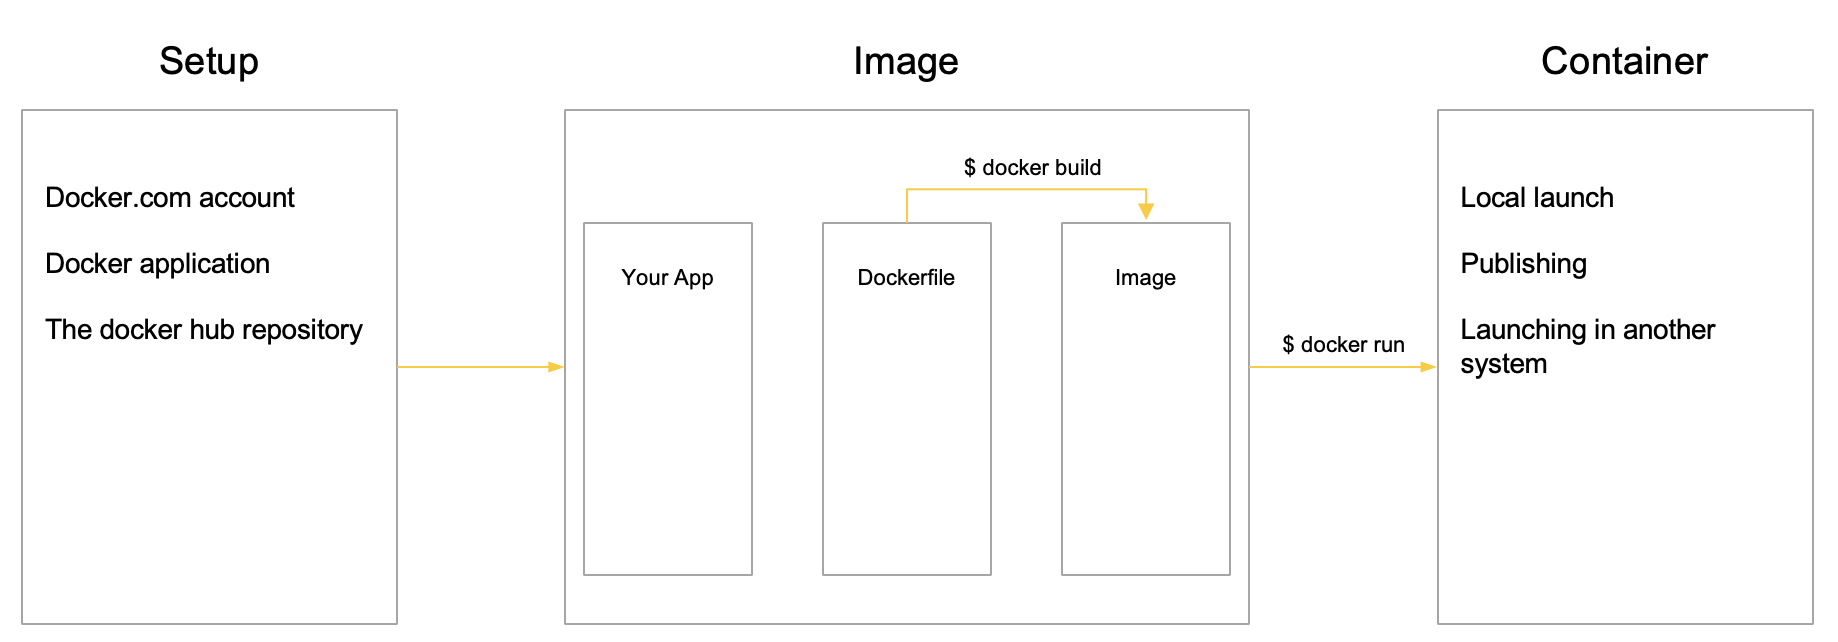 Setup
Image
Container
Docker.com account
Docker application
The docker hub repository
$ docker build
Your App
Dockerfile
Image
$ docker run
Local launch
Publishing
Launching in another
system